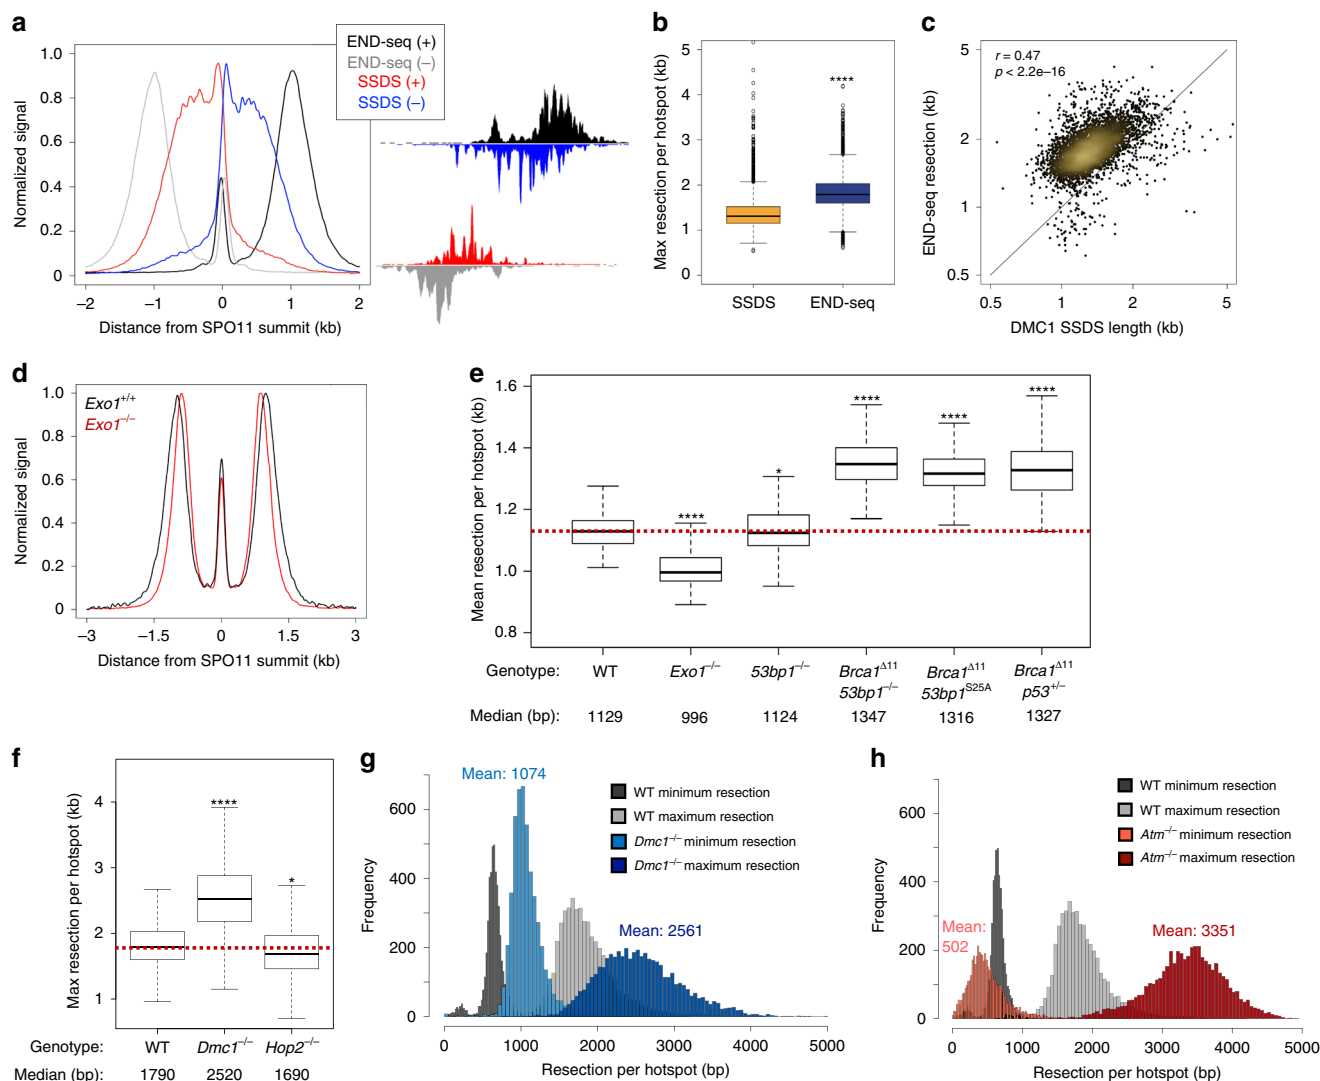 a
END-seq (+)
END-seq (−)
SSDS (+)
SSDS (−)
Normalized signal
1.0
0.8
0.6
0.4
0.2
0
−2
−1
0
1
2
Distance from SPO11 summit (kb)
b
****
Max resection per hotspot (kb)
5
4
3
2
1
0
SSDS
END-seq
c
r = 0.47
p < 2.2e−16
END-seq resection (kb)
5
2
1
0.5
0.5
1
2
5
DMC1 SSDS length (kb)
d
Exo1+/+
Exo1−/−
Normalized signal
1.0
0.8
0.6
0.4
0.2
0
−3
−1.5
0
1.5
3
Distance from SPO11 summit (kb)
e
Mean resection per hotspot (kb)
1.6
1.4
1.2
1.0
0.8
****
*
****
****
****
Genotype:
WT
Exo1−/−
53bp1−/−
Brca1Δ11
53bp1−/−
Brca1Δ11
53bp1S25A
Brca1Δ11
p53+/−
Median (bp):
1129
996
1124
1347
1316
1327
f
Max resection per hotspot (kb)
4
3
2
1
****
*
Genotype:
WT
Dmc1−/−
Hop2−/−
Median (bp):
1790
2520
1690
g
Mean: 1074
WT minimum resection
WT maximum resection
Dmc1−/− minimum resection
Dmc1−/− maximum resection
Mean: 2561
Frequency
600
400
200
0
0
1000
2000
3000
4000
5000
Resection per hotspot (bp)
h
WT minimum resection
WT maximum resection
Atm−/− minimum resection
Atm−/− maximum resection
Mean:
502
Mean: 3351
Frequency
600
400
200
0
0
1000
2000
3000
4000
5000
Resection per hotspot (bp)